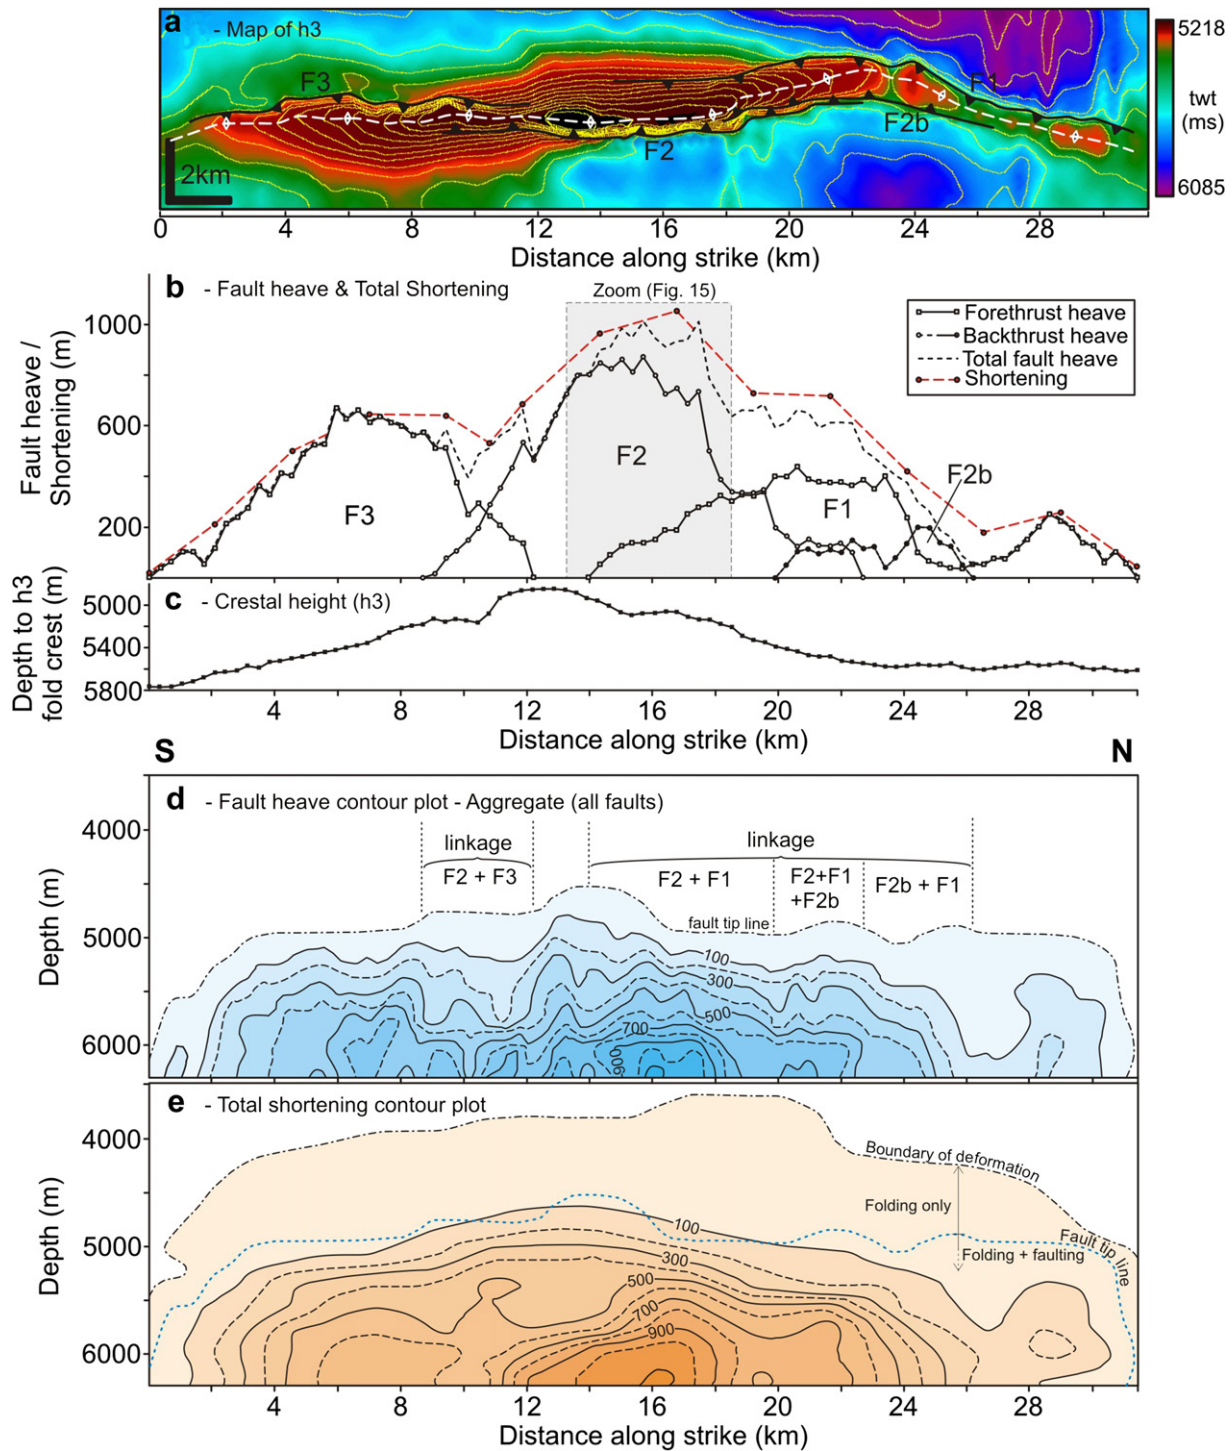 a - Map of h3
F3
F1
F2
F2b
2km
5218
twt
(ms)
6085
0 4 8 12 16 20 24 28
Distance along strike (km)
b - Fault heave & Total Shortening
Zoom (Fig. 15)
Forethrust heave
Backthrust heave
Total fault heave
Shortening
Fault heave /
Shortening (m)
1000
600
200
F3
F2
F1
F2b
c - Crestal height (h3)
Depth to h3
fold crest (m)
5000
5400
5800
4 8 12 16 20 24 28
Distance along strike (km)
S N
d - Fault heave contour plot - Aggregate (all faults)
Depth (m)
4000
5000
6000
linkage
F2 + F3
linkage
F2 + F1
F2+F1
+F2b
F2b + F1
fault tip line
100
300
500
700
900
e - Total shortening contour plot
Depth (m)
4000
5000
6000
Boundary of deformation
Folding only
Folding + faulting
Fault tip
line
100
300
500
700
900
4 8 12 16 20 24 28
Distance along strike (km)